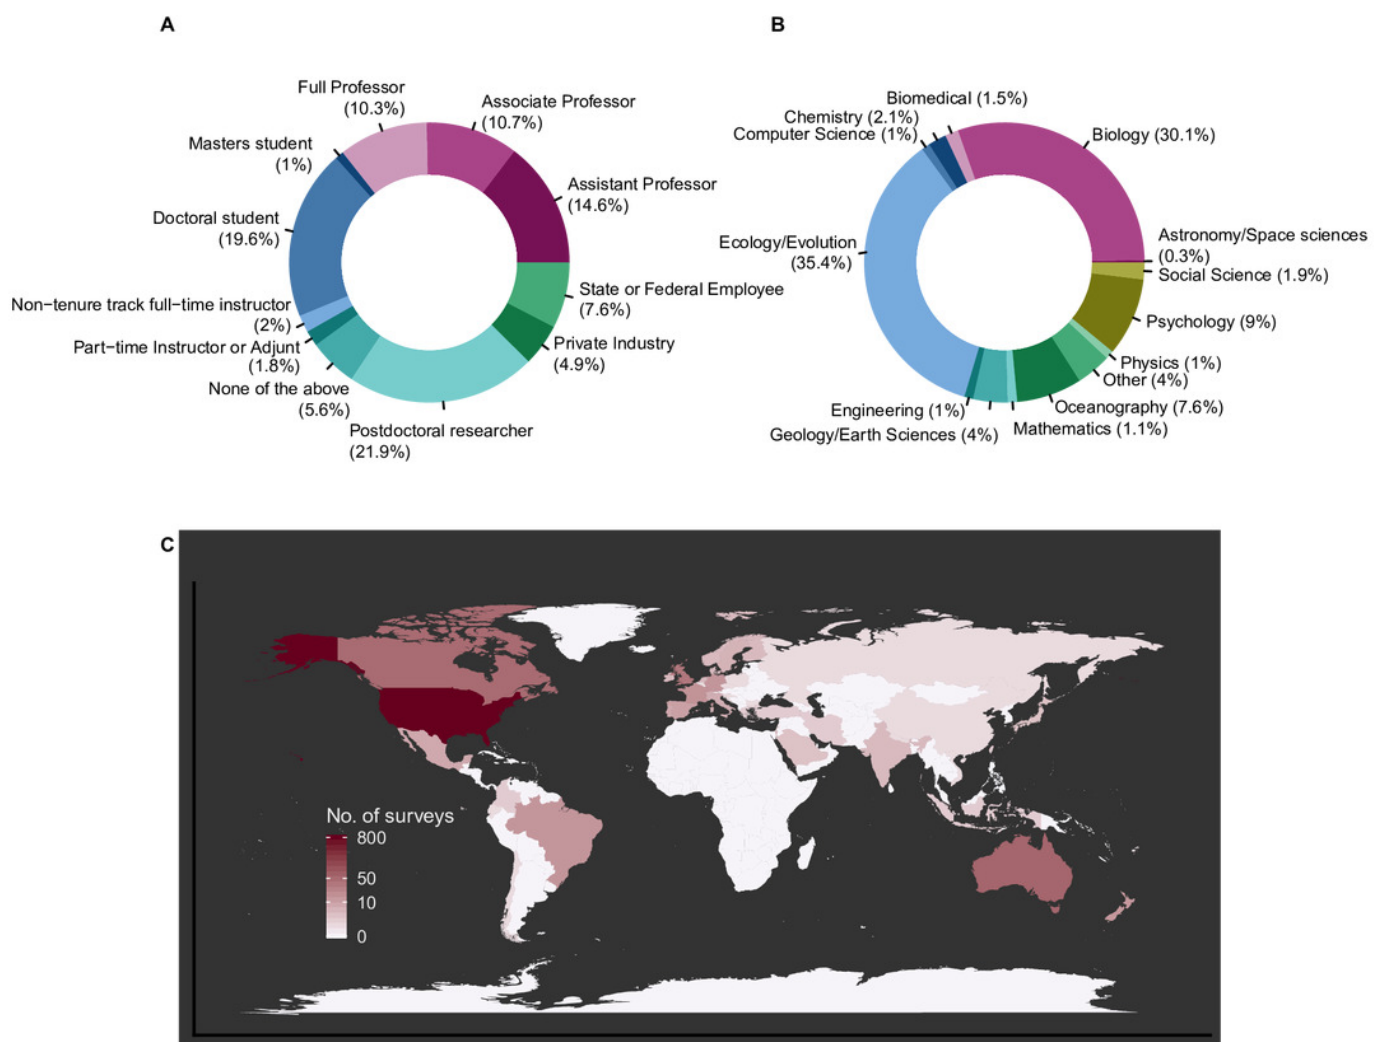 A
Full Professor
(10.3%)
Associate Professor
(10.7%)
Masters student
(1%)
Assistant Professor
(14.6%)
Doctoral student
(19.6%)
State or Federal Employee
(7.6%)
Non−tenure track full−time instructor
(2%)
Private Industry
(4.9%)
Part−time Instructor or Adjunt
(1.8%)
None of the above
(5.6%)
Postdoctoral researcher
(21.9%)
B
Biomedical (1.5%)
Chemistry (2.1%)
Computer Science (1%)
Biology (30.1%)
Ecology/Evolution
(35.4%)
Astronomy/Space sciences
(0.3%)
Social Science (1.9%)
Psychology (9%)
Physics (1%)
Other (4%)
Oceanography (7.6%)
Engineering (1%)
Mathematics (1.1%)
Geology/Earth Sciences (4%)
C
No. of surveys
800
50
10
0